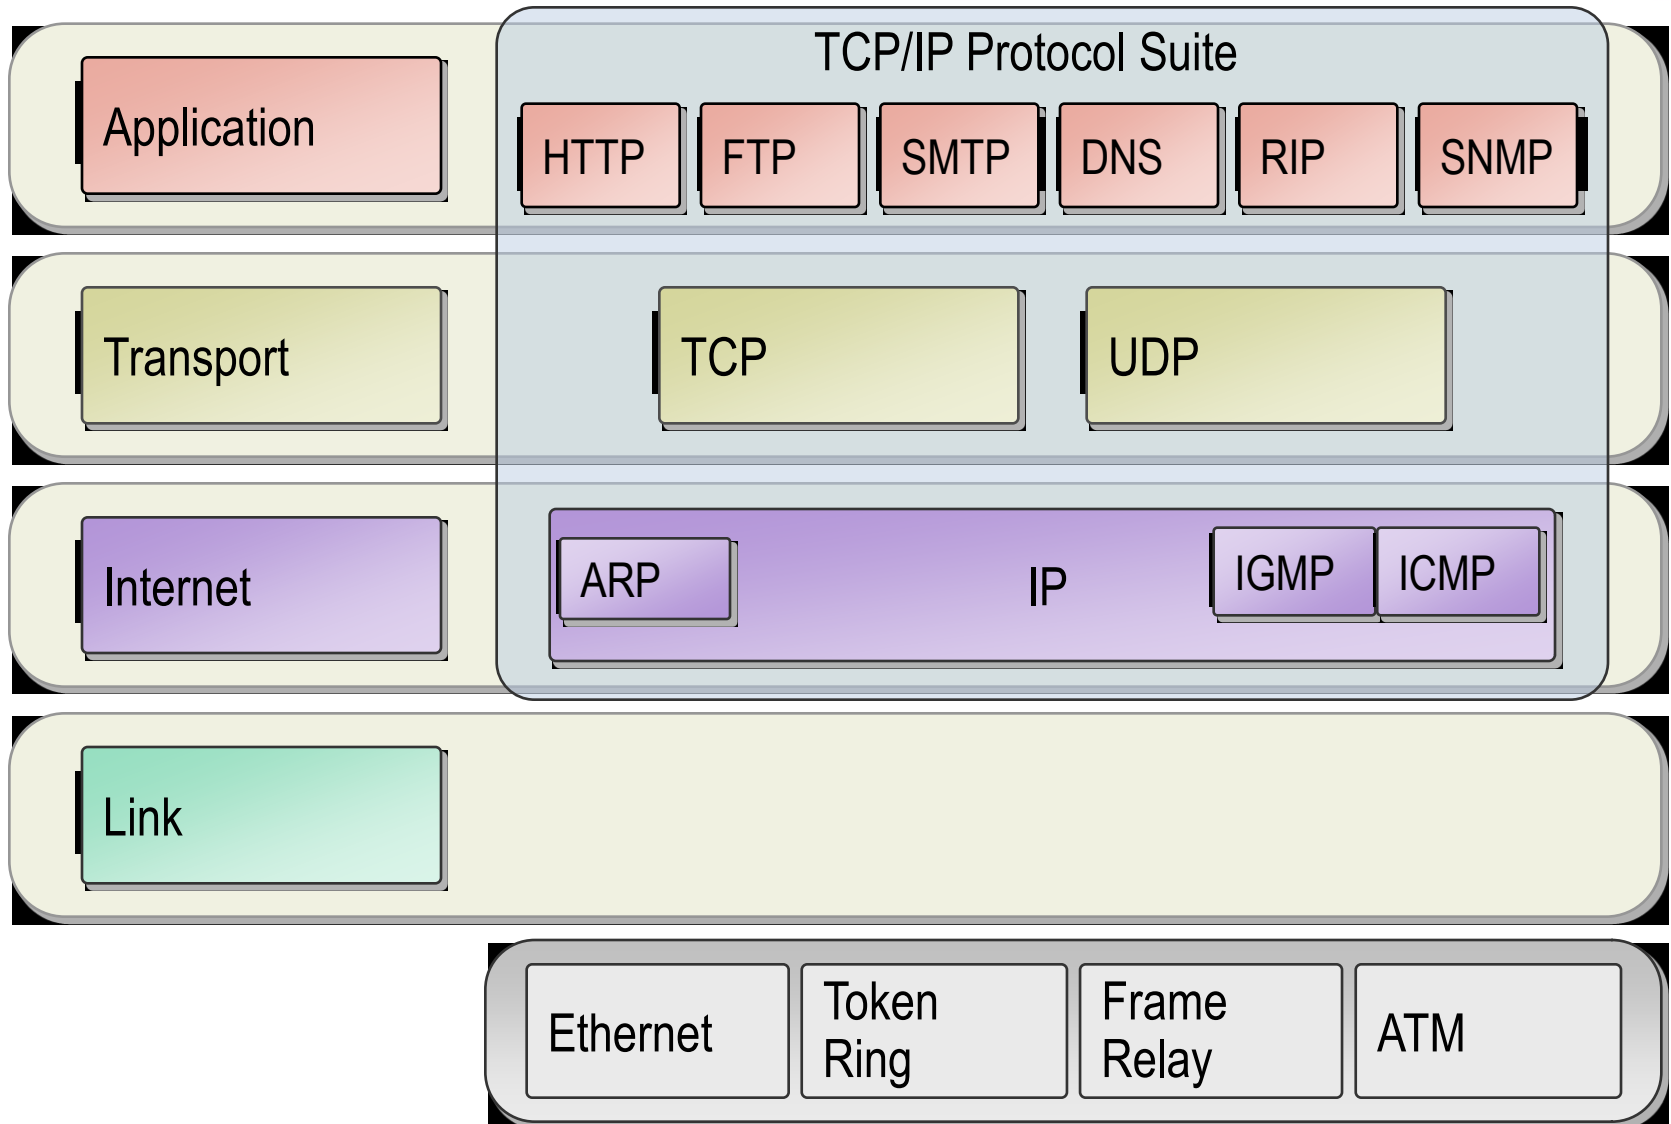 TCP/IP Protocol Suite
Application
HTTP
FTP
SMTP
DNS
RIP
SNMP
Transport
TCP
UDP
Internet
ARP
IP
IGMP
ICMP
Link
Ethernet
Token
Ring
Frame
Relay
ATM